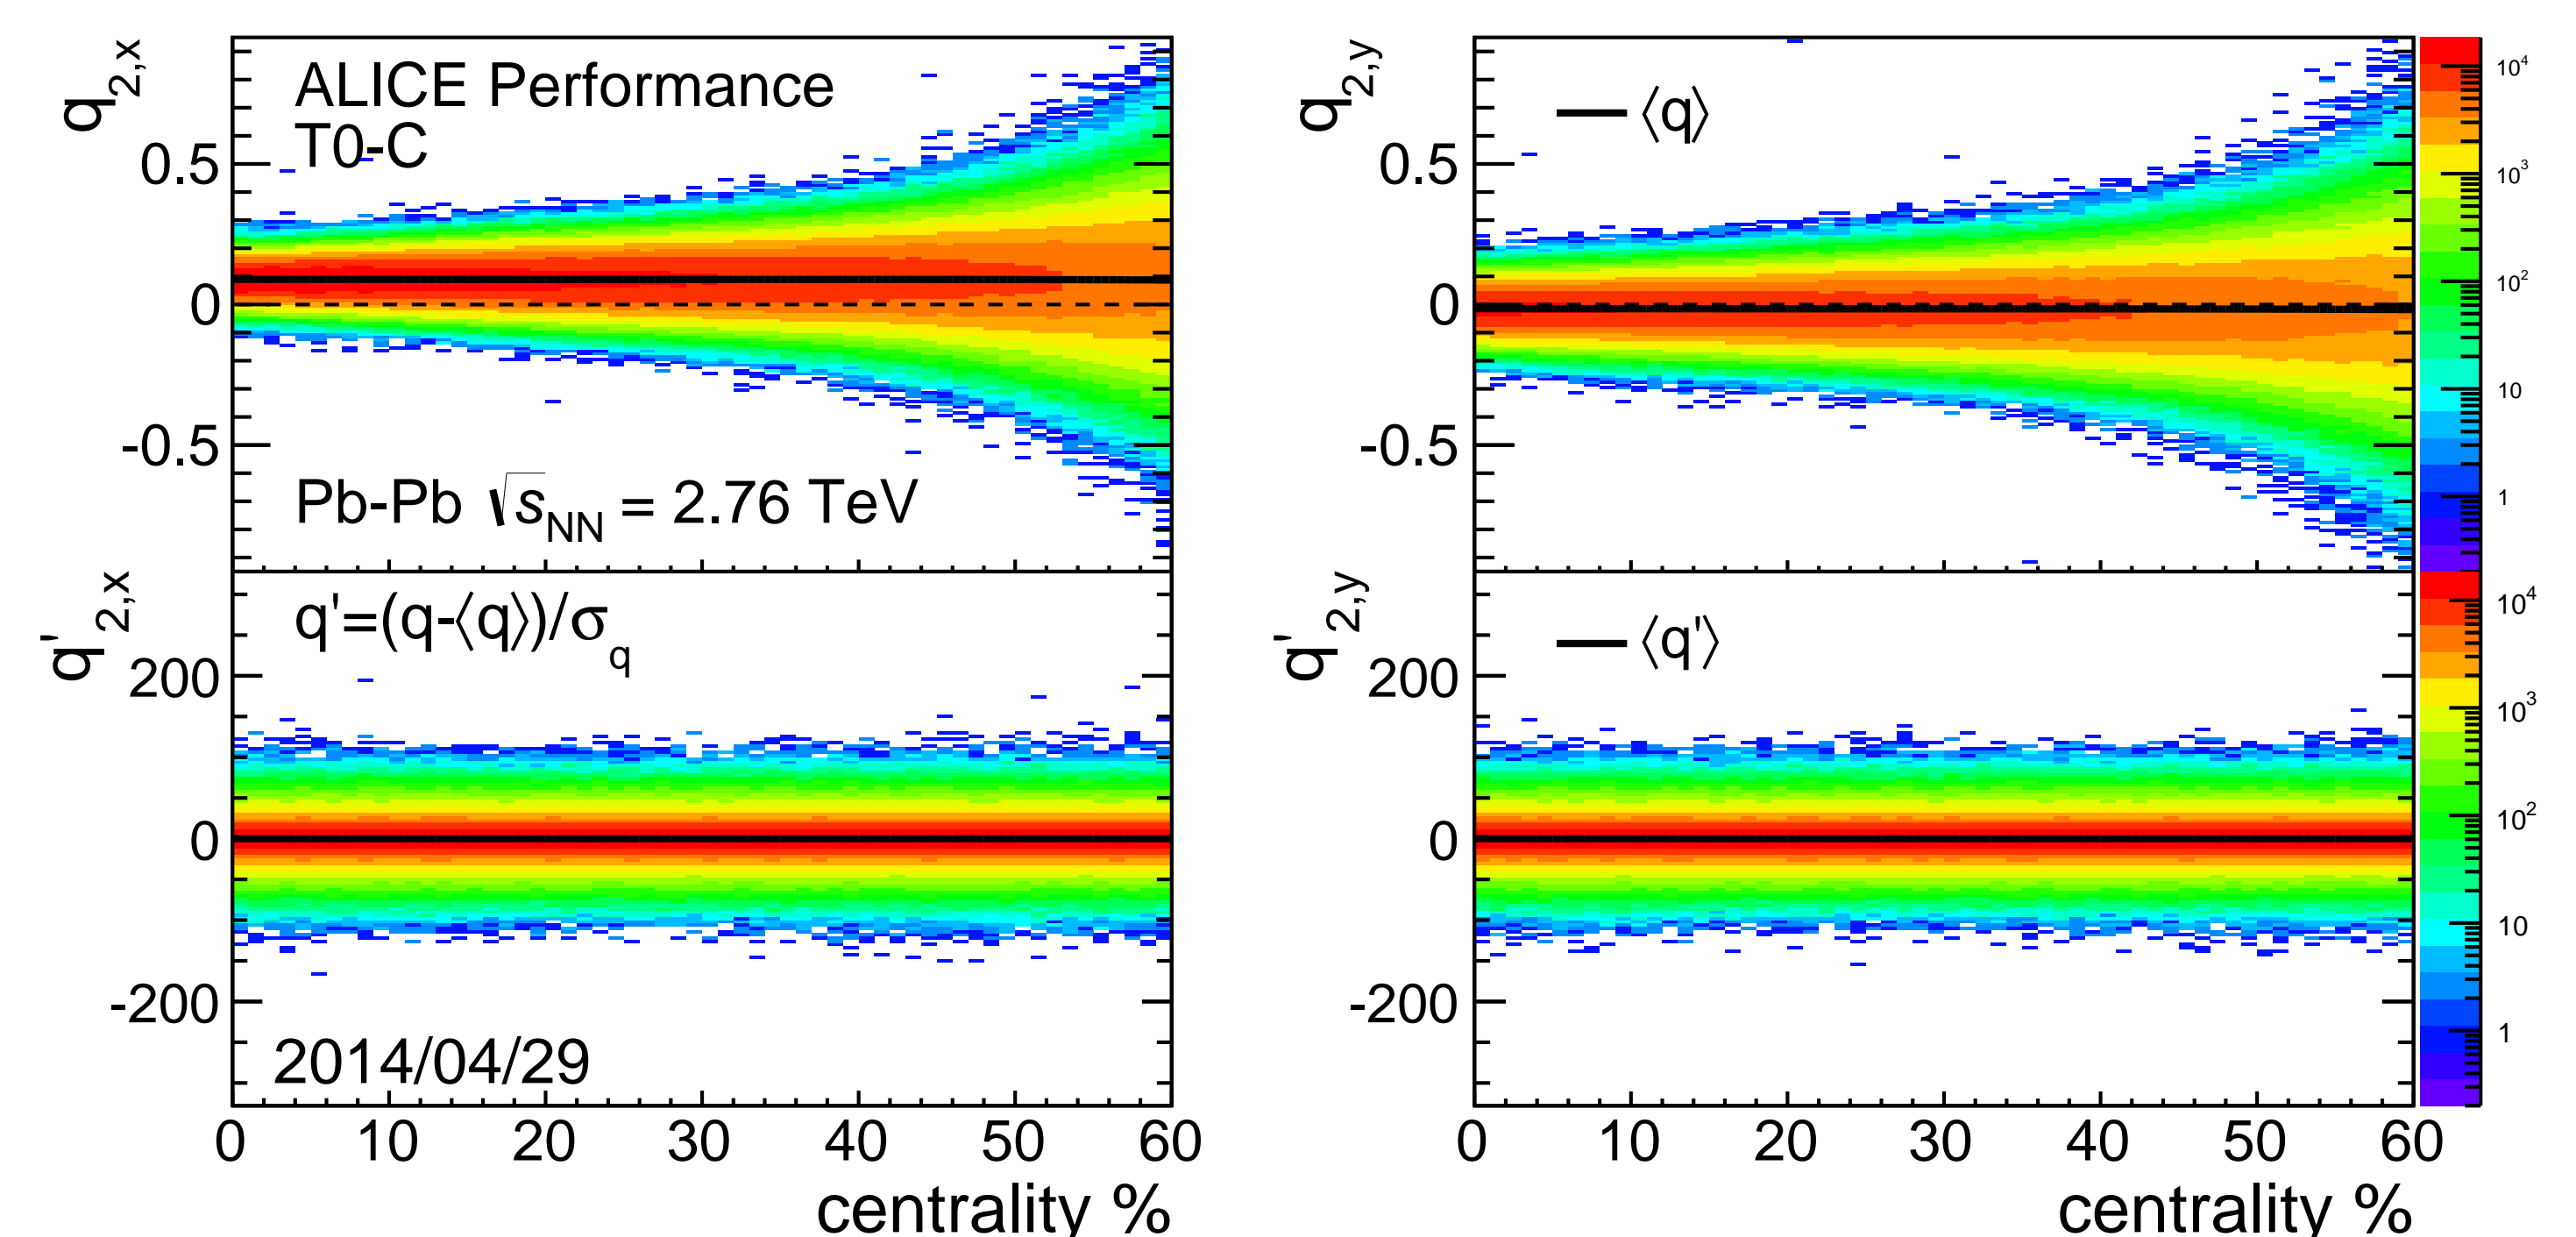 q2,x
ALICE Performance
T0-C
0.5
0
-0.5
Pb-Pb √sNN = 2.76 TeV
q2,y
⟨q⟩
0.5
0
-0.5
10^4
10^3
10^2
10
1
q'2,x
q'=(q-⟨q⟩)/σq
200
0
-200
2014/04/29
0 10 20 30 40 50 60
centrality %
q'2,y
⟨q'⟩
200
0
-200
0 10 20 30 40 50 60
centrality %
10^4
10^3
10^2
10
1